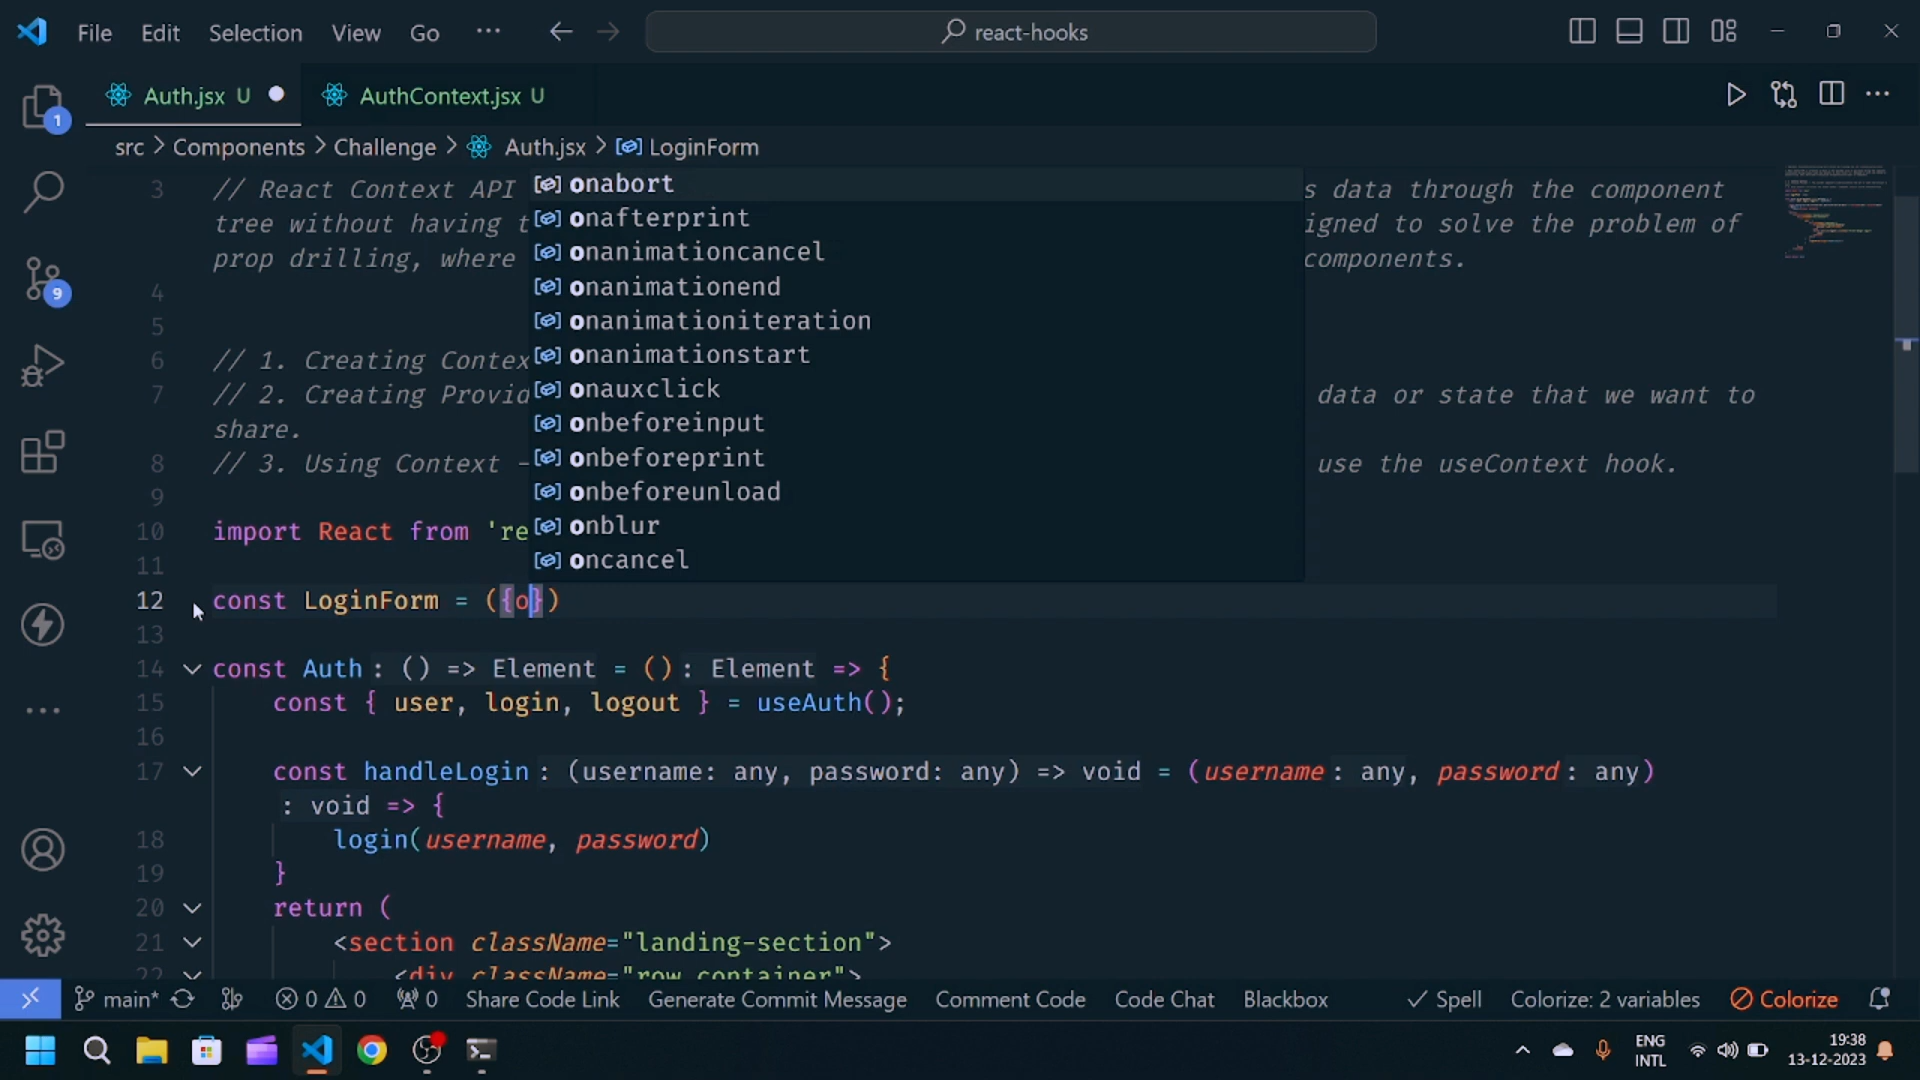 File Edit Selection View Go ··· react-hooks
Auth.jsx U AuthContext.jsx U
1
src > Components > Challenge > Auth.jsx > LoginForm
onabort
3 // React Context API s data through the component
onafterprint
tree without having t igned to solve the problem of
onanimationcancel
prop drilling, where components.
onanimationend
4
9
onanimationiteration
5
onanimationstart
6 // 1. Creating Contex
onauxclick
7 // 2. Creating Provid data or state that we want to
onbeforeinput
share.
onbeforeprint
8 // 3. Using Context - use the useContext hook.
onbeforeunload
9
onblur
10 import React from 're
oncancel
11
12 const LoginForm = ({o})
13
14 const Auth: () => Element = (): Element => {
15 const { user, login, logout } = useAuth();
16
17 const handleLogin: (username: any, password: any) => void = (username: any, password: any)
: void => {
18 login(username, password)
19 }
20 return (
21 <section className="landing-section">
22 <div className="row container">
main* 0 0 0 Share Code Link Generate Commit Message Comment Code Code Chat Blackbox Spell Colorize: 2 variables Colorize
ENG
INTL
19:38
13-12-2023